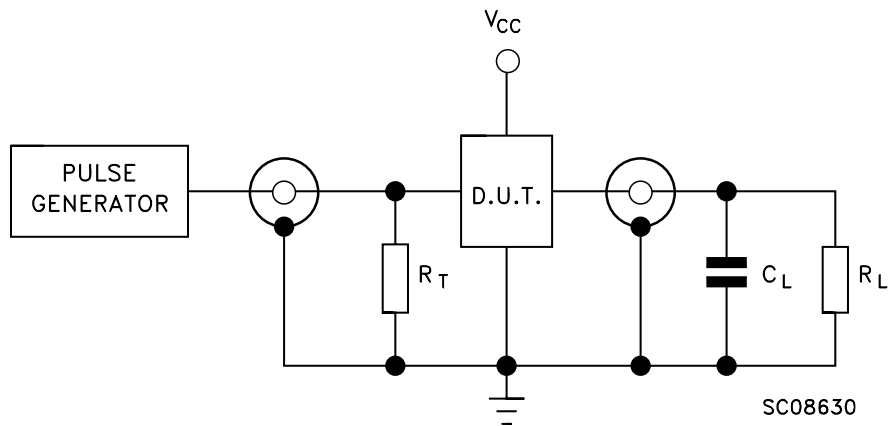 VCC
PULSE
GENERATOR
D.U.T.
RT
CL
RL
SC08630